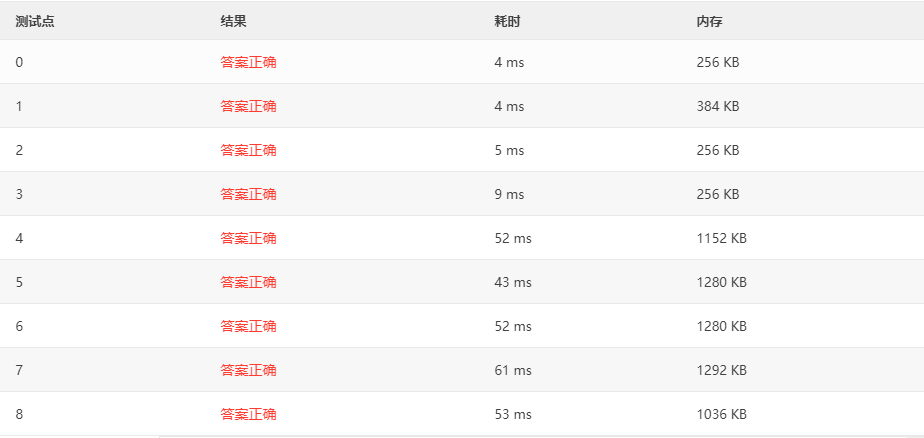 测试点 结果 耗时 内存
0 答案正确 4 ms 256 KB
1 答案正确 4 ms 384 KB
2 答案正确 5 ms 256 KB
3 答案正确 9 ms 256 KB
4 答案正确 52 ms 1152 KB
5 答案正确 43 ms 1280 KB
6 答案正确 52 ms 1280 KB
7 答案正确 61 ms 1292 KB
8 答案正确 53 ms 1036 KB